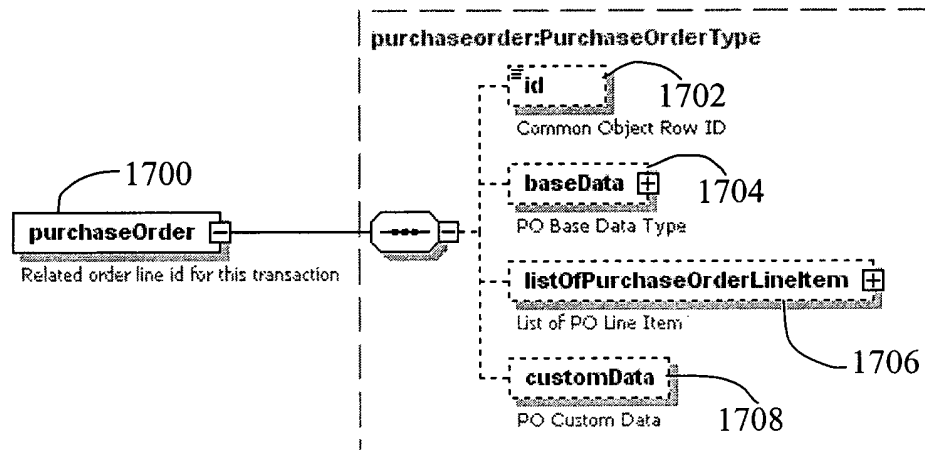 purchaseorder:PurchaseOrderType
id
1702
Common Object Row ID
1700
baseData
1704
PO Base Data Type
purchaseOrder
Related order line id for this transaction
listOfPurchaseOrderLineItem
List of PO Line Item
1706
customData
1708
PO Custom Data